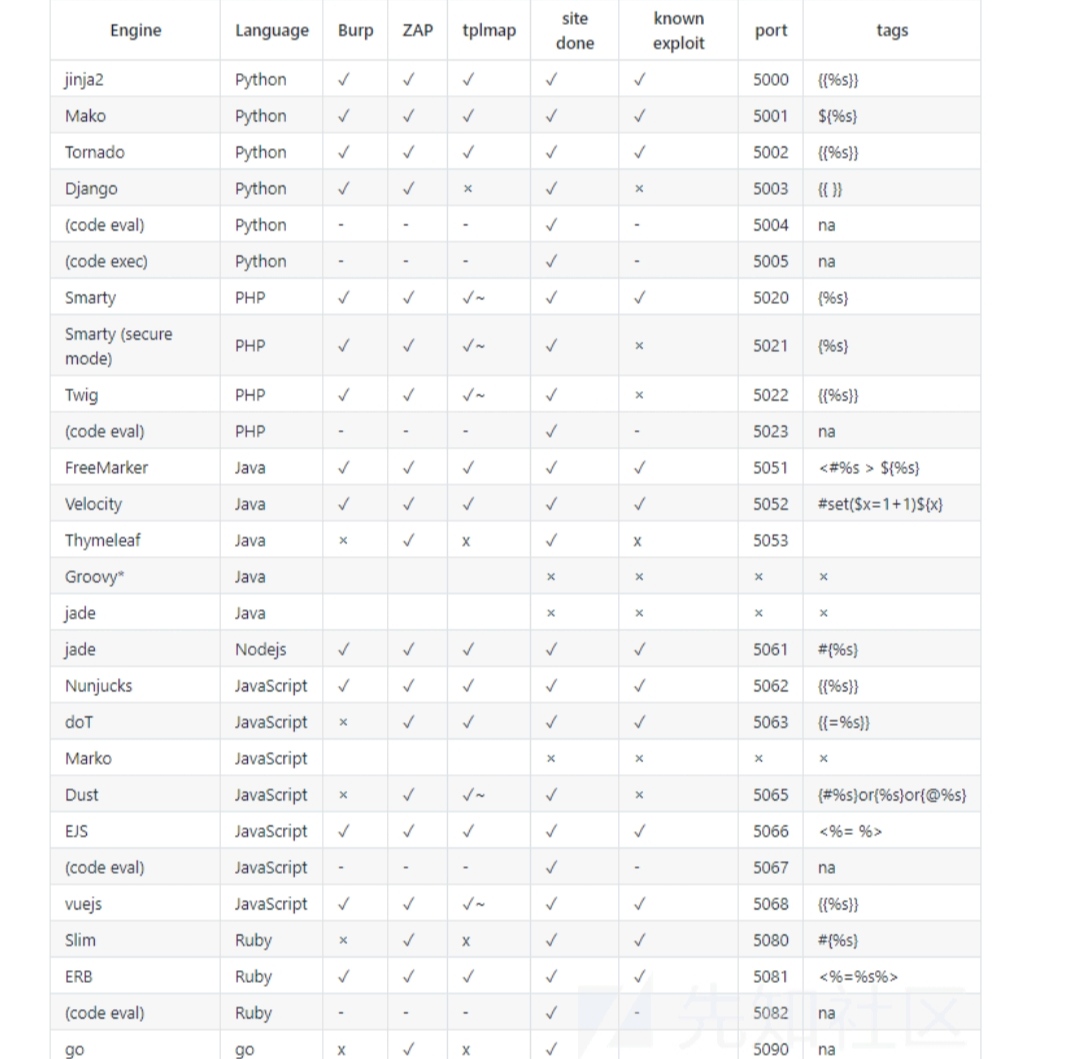 Engine Language Burp ZAP tplmap site done known exploit port tags
jinja2 Python ✓ ✓ ✓ ✓ ✓ 5000 {{%s}}
Mako Python ✓ ✓ ✓ ✓ ✓ 5001 ${%s}
Tornado Python ✓ ✓ ✓ ✓ ✓ 5002 {{%s}}
Django Python ✓ ✓ × ✓ × 5003 {{ }}
(code eval) Python - - - ✓ - 5004 na
(code exec) Python - - - ✓ - 5005 na
Smarty PHP ✓ ✓ ✓~ ✓ ✓ 5020 {%s}
Smarty (secure mode) PHP ✓ ✓ ✓~ ✓ × 5021 {%s}
Twig PHP ✓ ✓ ✓~ ✓ × 5022 {{%s}}
(code eval) PHP - - - ✓ - 5023 na
FreeMarker Java ✓ ✓ ✓ ✓ ✓ 5051 <#%s > ${%s}
Velocity Java ✓ ✓ ✓ ✓ ✓ 5052 #set($x=1+1)${x}
Thymeleaf Java × ✓ x ✓ x 5053
Groovy* Java × × × ×
jade Java × × × ×
jade Nodejs ✓ ✓ ✓ ✓ ✓ 5061 #{%s}
Nunjucks JavaScript ✓ ✓ ✓ ✓ ✓ 5062 {{%s}}
doT JavaScript × ✓ ✓ ✓ ✓ 5063 {{=%s}}
Marko JavaScript × × × ×
Dust JavaScript × ✓ ✓~ ✓ × 5065 {#%s}or{%s}or{@%s}
EJS JavaScript ✓ ✓ ✓ ✓ ✓ 5066 <%= %>
(code eval) JavaScript - - - ✓ - 5067 na
vuejs JavaScript ✓ ✓ ✓~ ✓ ✓ 5068 {{%s}}
Slim Ruby × ✓ x ✓ ✓ 5080 #{%s}
ERB Ruby ✓ ✓ ✓ ✓ ✓ 5081 <%=%s%>
(code eval) Ruby - - - ✓ - 5082 na
go go x ✓ x ✓ 5090 na
先知社区